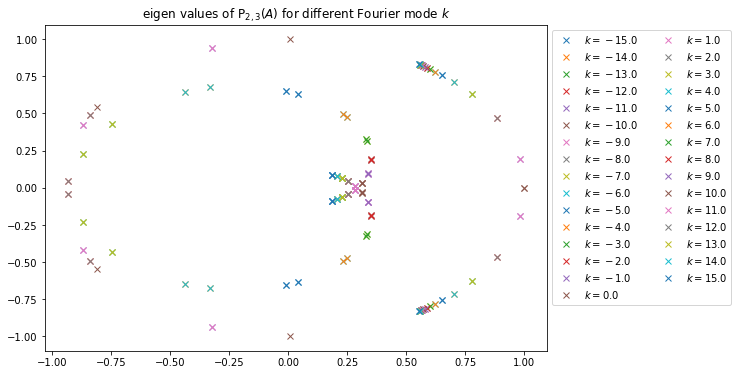 eigen values of P₂,₃(A) for different Fourier mode k
1.00
0.75
0.50
0.25
0.00
−0.25
−0.50
−0.75
−1.00
−1.00 −0.75 −0.50 −0.25 0.00 0.25 0.50 0.75 1.00
k = −15.0
k = −14.0
k = −13.0
k = −12.0
k = −11.0
k = −10.0
k = −9.0
k = −8.0
k = −7.0
k = −6.0
k = −5.0
k = −4.0
k = −3.0
k = −2.0
k = −1.0
k = 0.0
k = 1.0
k = 2.0
k = 3.0
k = 4.0
k = 5.0
k = 6.0
k = 7.0
k = 8.0
k = 9.0
k = 10.0
k = 11.0
k = 12.0
k = 13.0
k = 14.0
k = 15.0